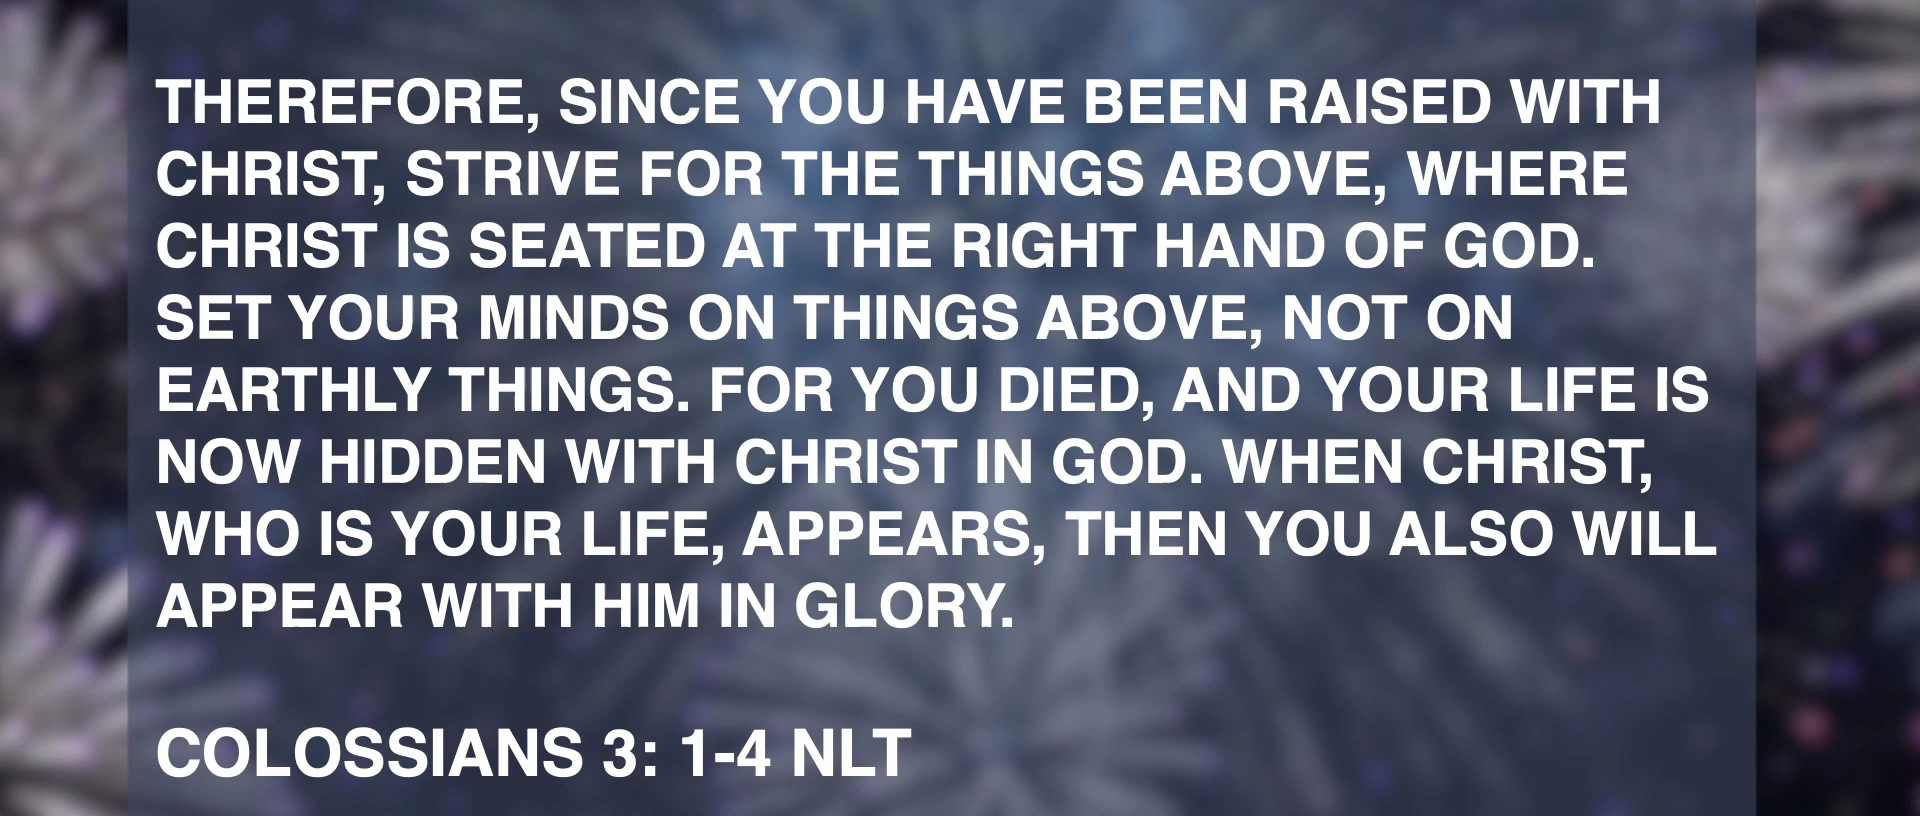 THEREFORE, SINCE YOU HAVE BEEN RAISED WITH
CHRIST, STRIVE FOR THE THINGS ABOVE, WHERE
CHRIST IS SEATED AT THE RIGHT HAND OF GOD.
SET YOUR MINDS ON THINGS ABOVE, NOT ON
EARTHLY THINGS. FOR YOU DIED, AND YOUR LIFE IS
NOW HIDDEN WITH CHRIST IN GOD. WHEN CHRIST,
WHO IS YOUR LIFE, APPEARS, THEN YOU ALSO WILL
APPEAR WITH HIM IN GLORY.
COLOSSIANS 3: 1-4 NLT